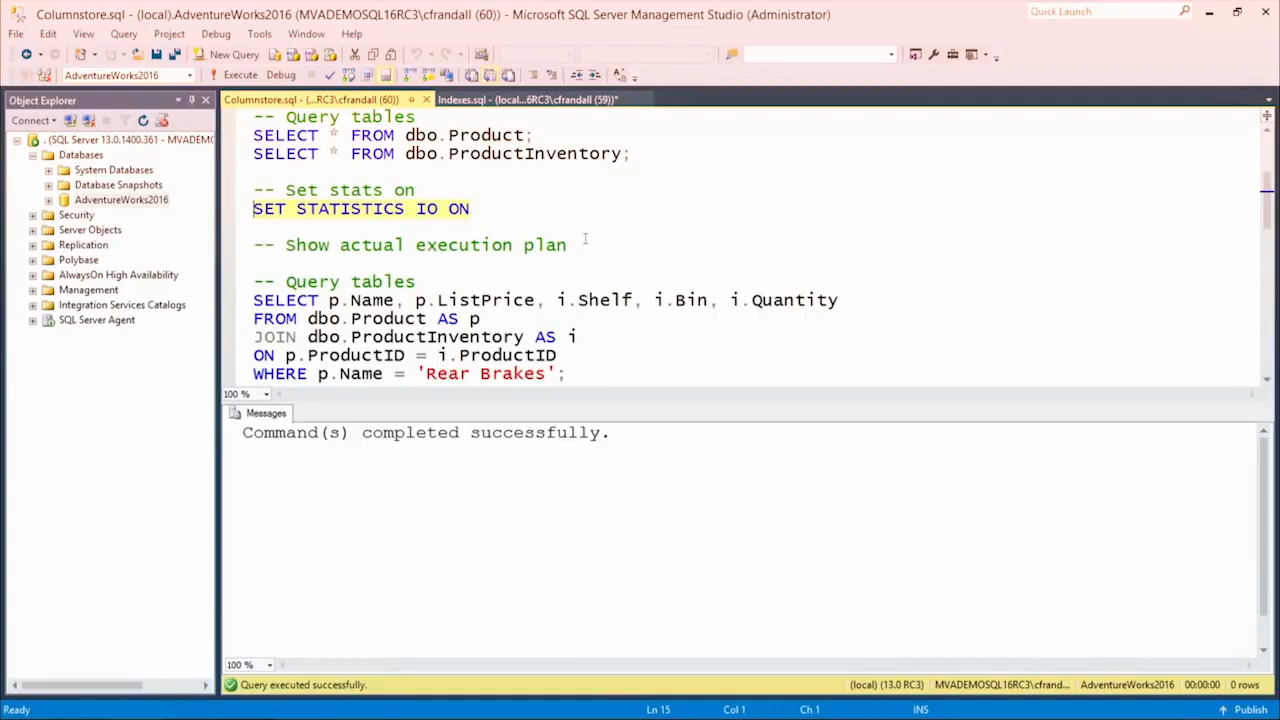 Columnstore.sql - (local).AdventureWorks2016 (MVADEMOSQL16RC3\cfrandall (60)) - Microsoft SQL Server Management Studio (Administrator)
Quick Launch
File Edit View Query Project Debug Tools Window Help
New Query
AdventureWorks2016 Execute Debug
Object Explorer
Columnstore.sql - (...RC3\cfrandall (60)) Indexes.sql - (local...6RC3\cfrandall (59))*
Connect
. (SQL Server 13.0.1400.361 - MVADEMO
Databases
System Databases
Database Snapshots
AdventureWorks2016
Security
Server Objects
Replication
Polybase
AlwaysOn High Availability
Management
Integration Services Catalogs
SQL Server Agent
-- Query tables
SELECT * FROM dbo.Product;
SELECT * FROM dbo.ProductInventory;
-- Set stats on
SET STATISTICS IO ON
-- Show actual execution plan
-- Query tables
SELECT p.Name, p.ListPrice, i.Shelf, i.Bin, i.Quantity
FROM dbo.Product AS p
JOIN dbo.ProductInventory AS i
ON p.ProductID = i.ProductID
WHERE p.Name = 'Rear Brakes';
100 %
Messages
Command(s) completed successfully.
100 %
Query executed successfully. (local) (13.0 RC3) MVADEMOSQL16RC3\cfrand... AdventureWorks2016 00:00:00 0 rows
Ready Ln 15 Col 1 Ch 1 INS Publish